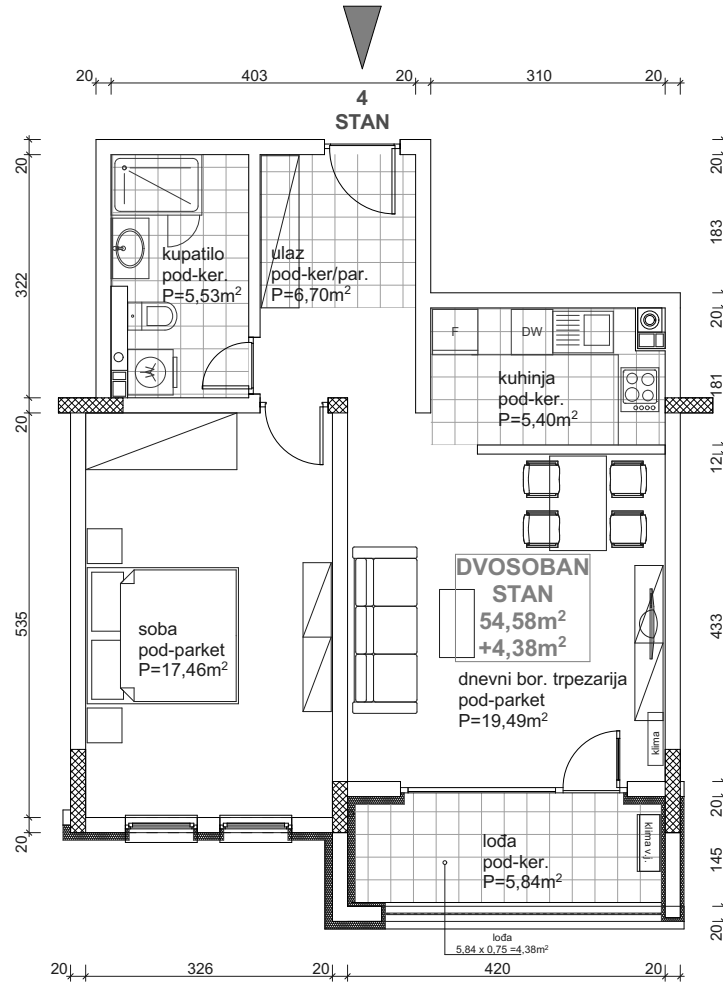 20 403 20 310 20
4
STAN
20
322
20
535
20
20
183
20
181
12
433
20
145
20
kupatilo
pod-ker.
P=5,53m²
ulaz
pod-ker/par.
P=6,70m²
F
DW
kuhinja
pod-ker.
P=5,40m²
DVOSOBAN
STAN
54,58m²
+4,38m²
soba
pod-parket
P=17,46m²
dnevni bor. trpezarija
pod-parket
P=19,49m²
klima
lođa
pod-ker.
P=5,84m²
klima v.j.
lođa
5,84 x 0,75 =4,38m²
20 326 20 420 20